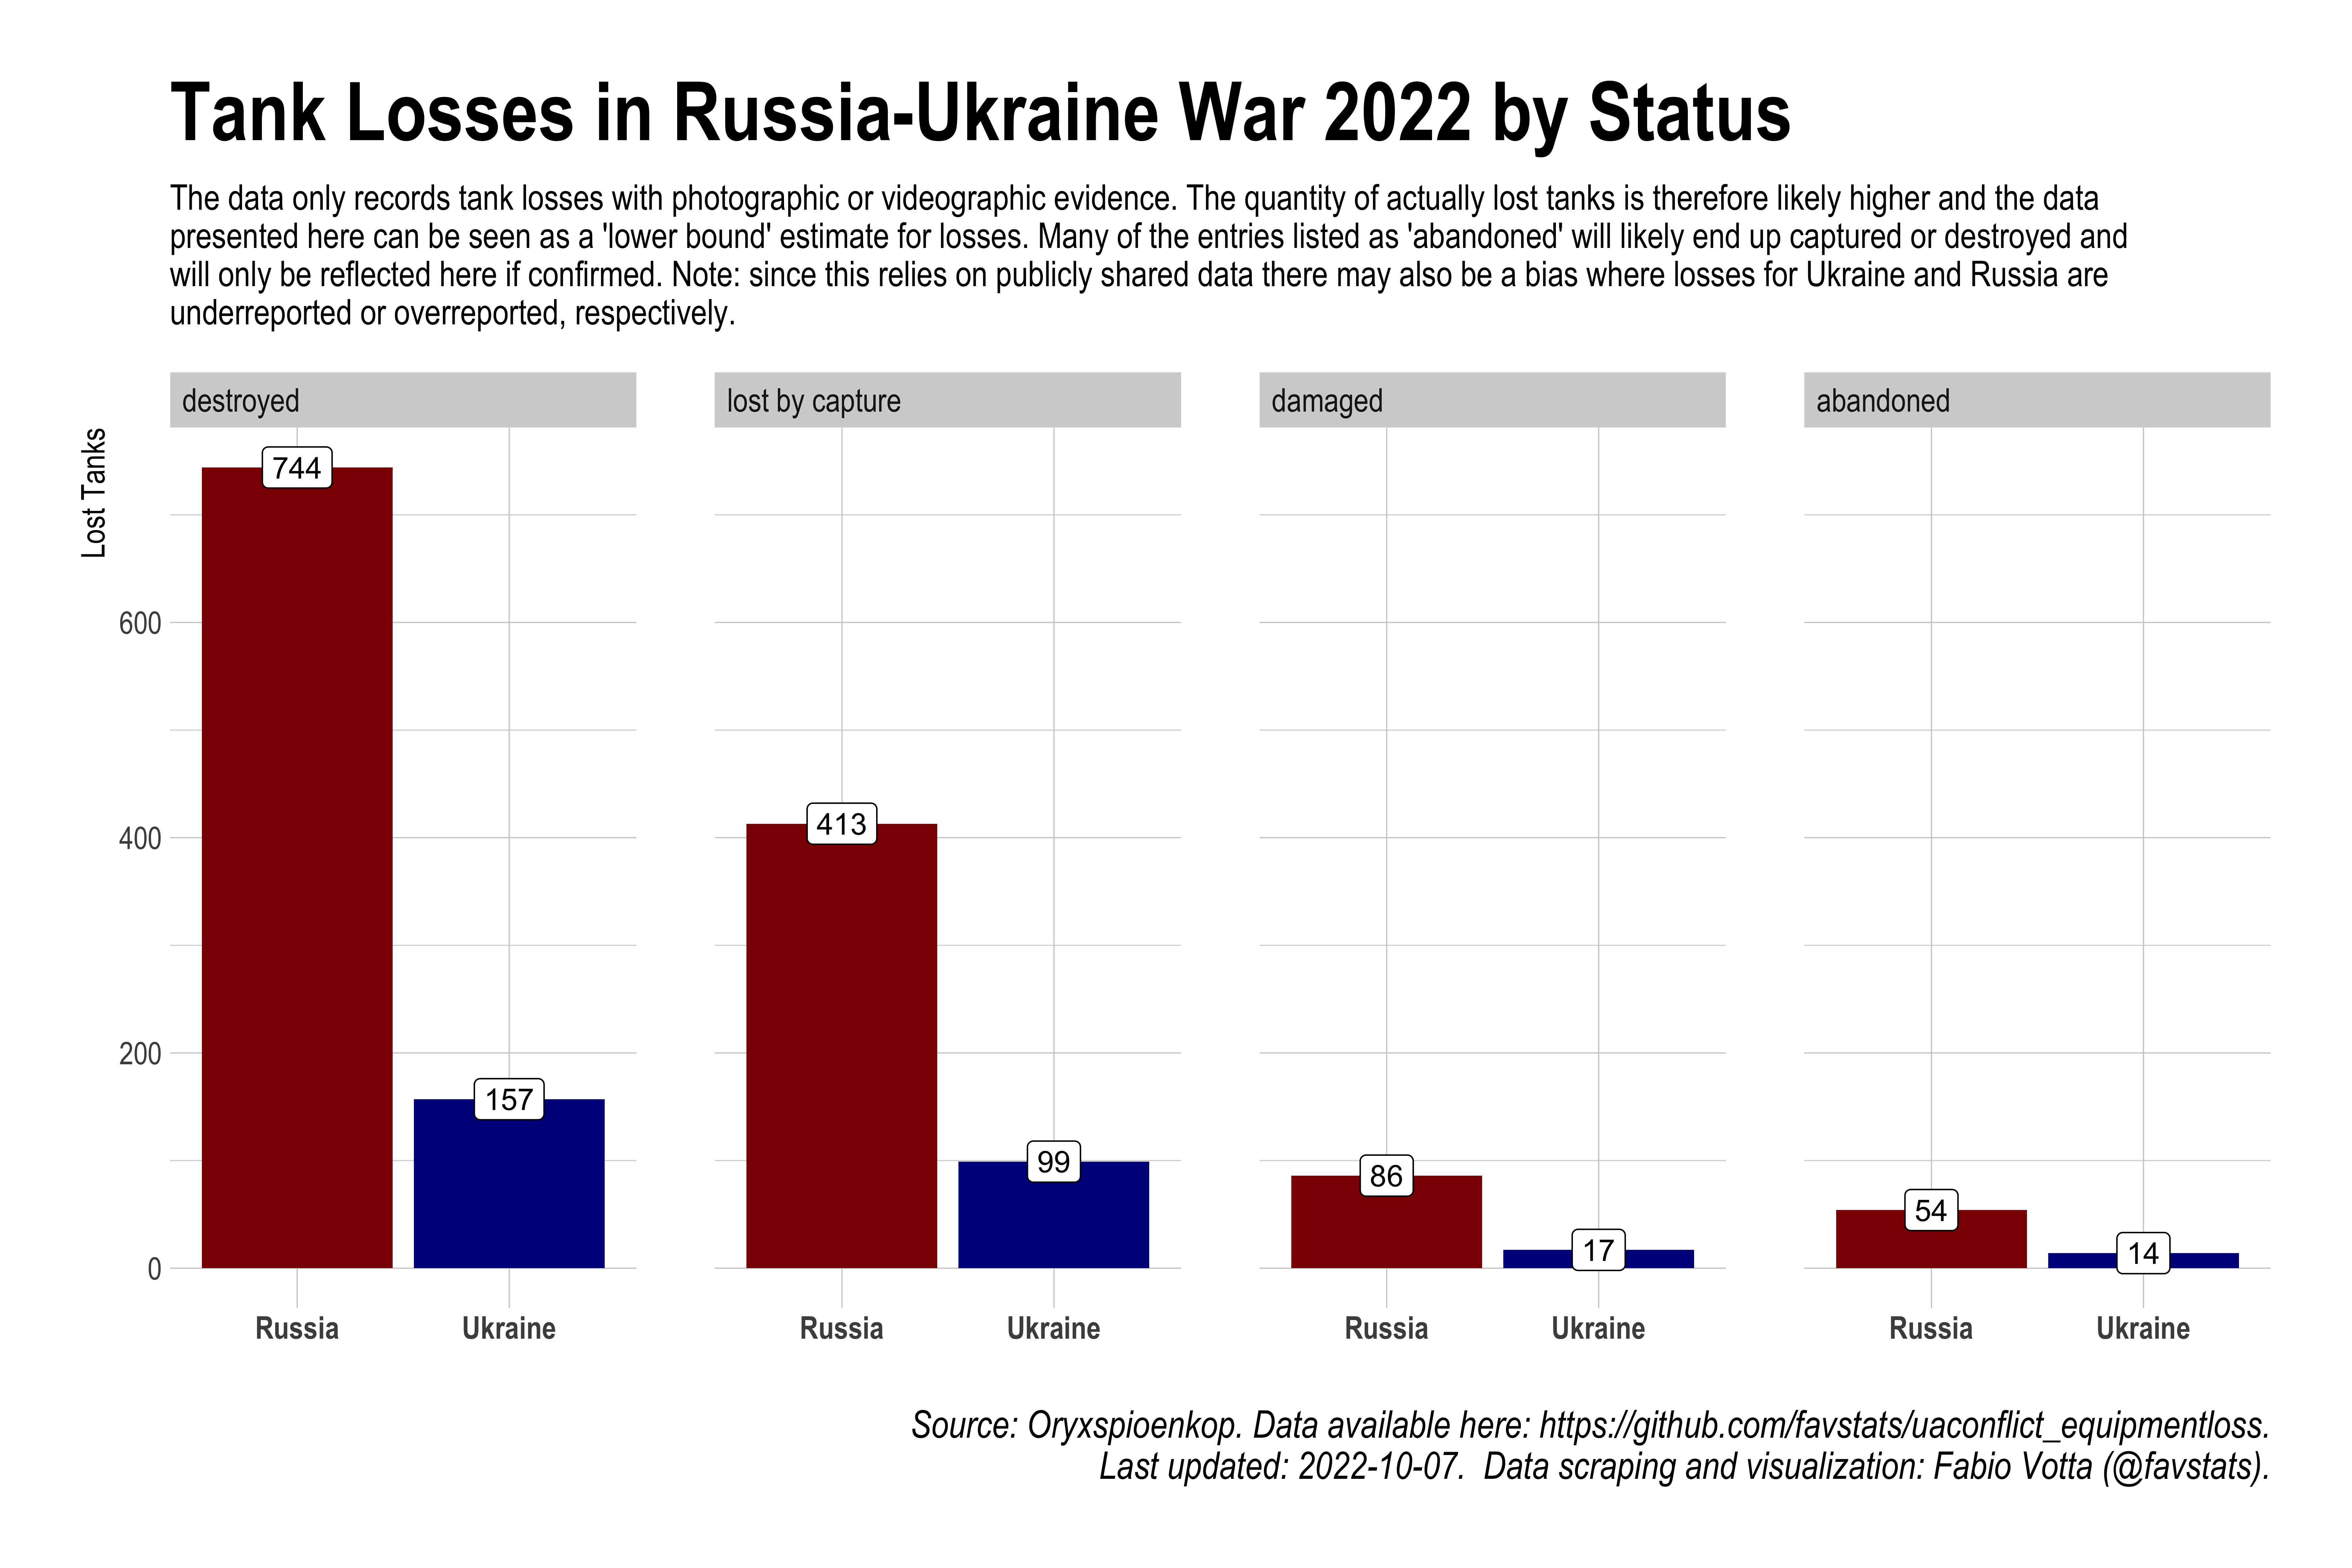 Tank Losses in Russia-Ukraine War 2022 by Status
The data only records tank losses with photographic or videographic evidence. The quantity of actually lost tanks is therefore likely higher and the data
presented here can be seen as a 'lower bound' estimate for losses. Many of the entries listed as 'abandoned' will likely end up captured or destroyed and
will only be reflected here if confirmed. Note: since this relies on publicly shared data there may also be a bias where losses for Ukraine and Russia are
underreported or overreported, respectively.
destroyed
lost by capture
damaged
abandoned
Lost Tanks
600
400
200
0
744
157
413
99
86
17
54
14
Russia
Ukraine
Russia
Ukraine
Russia
Ukraine
Russia
Ukraine
Source: Oryxspioenkop. Data available here: https://github.com/favstats/uaconflict_equipmentloss.
Last updated: 2022-10-07.  Data scraping and visualization: Fabio Votta (@favstats).